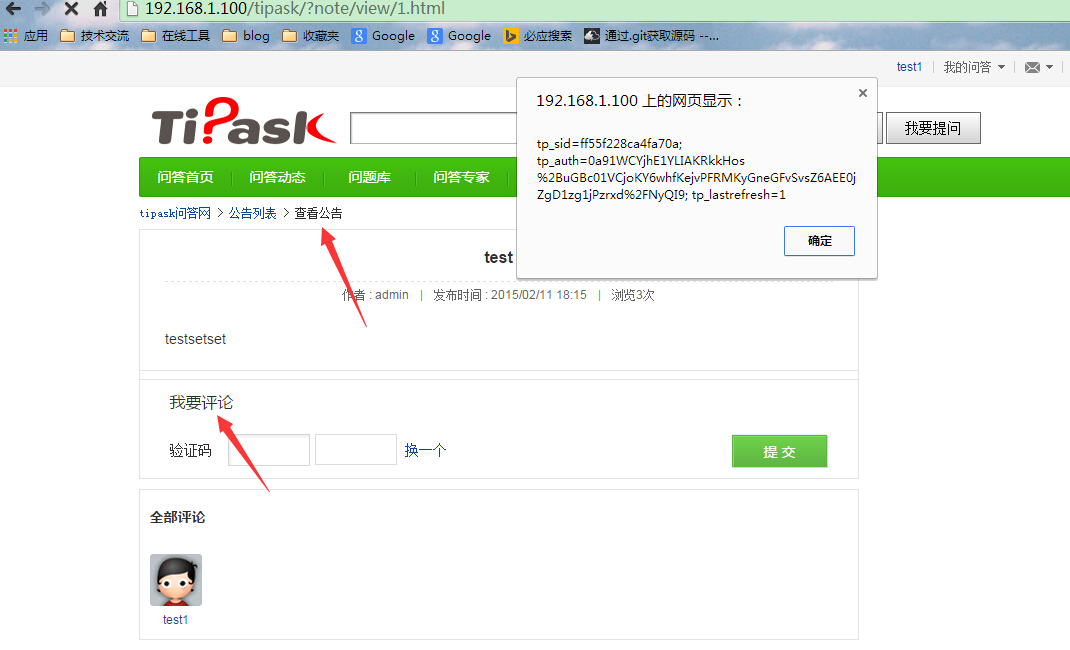 192.168.1.100/tipask/?note/view/1.html
应用 技术交流 在线工具 blog 收藏夹 Google Google 必应搜索 通过.git获取源码 --...
test1 我的问答
Tipask 我要提问
192.168.1.100 上的网页显示：
tp_sid=ff55f228ca4fa70a;
tp_auth=0a91WCYjhE1YLIAKRkkHos
%2BuGBc01VCjoKY6whfKejvPFRMKyGneGFvSvsZ6AEE0j
ZgD1zg1jPzrxd%2FNyQI9; tp_lastrefresh=1
确定
问答首页 问答动态 问题库 问答专家
tipask问答网 > 公告列表 > 查看公告
test
作者 : admin | 发布时间 : 2015/02/11 18:15 | 浏览3次
testsetset
我要评论
验证码 换一个 提 交
全部评论
test1